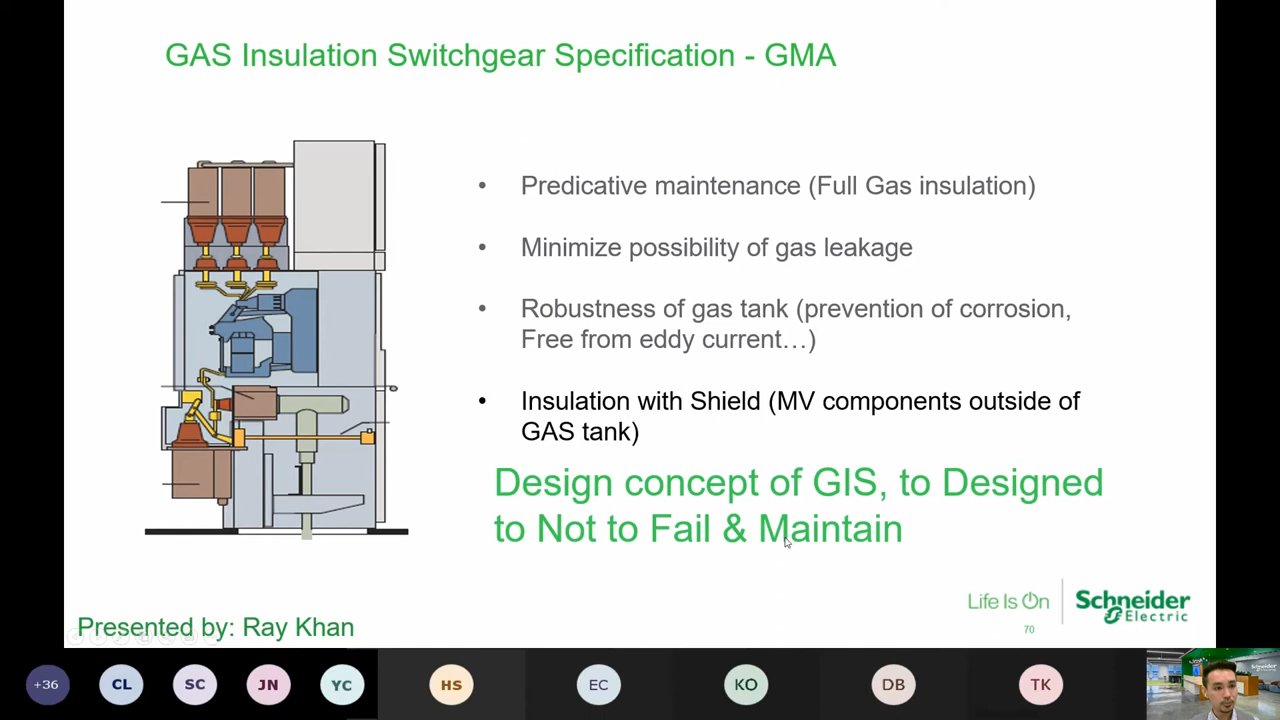 GAS Insulation Switchgear Specification - GMA
• Predicative maintenance (Full Gas insulation)
• Minimize possibility of gas leakage
• Robustness of gas tank (prevention of corrosion,
Free from eddy current…)
• Insulation with Shield (MV components outside of
GAS tank)
Design concept of GIS, to Designed
to Not to Fail & Maintain
Life Is On
Schneider
Electric
70
Presented by: Ray Khan
+36
CL
SC
JN
YC
HS
EC
KO
DB
TK
Schneider